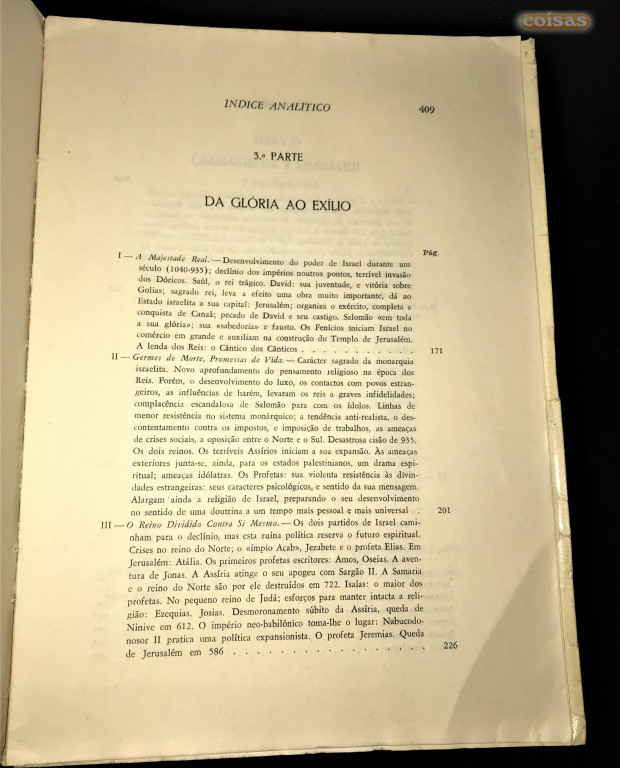 coisas
INDICE ANALITICO 409
3.ª PARTE
DA GLÓRIA AO EXÍLIO
Pág.
I — A Majestade Real. — Desenvolvimento do poder de Israel durante um
século (1040-935); declínio dos impérios noutros pontos, terrível invasão
dos Dóricos. Saúl, o rei trágico. David: sua juventude, e vitória sobre
Golias; sagrado rei, leva a efeito uma obra muito importante, dá ao
Estado israelita a sua capital: Jerusalém; organiza o exército, completa a
conquista de Canaã; pecado de David e seu castigo. Salomão «em toda
a sua glória»; sua «sabedoria» e fausto. Os Fenícios iniciam Israel no
comércio em grande e auxiliam na construção do Templo de Jerusalém.
A lenda dos Reis: o Cântico dos Cânticos . . . . . . . . . . . 171
II — Germes de Morte, Promessas de Vida. — Carácter sagrado da monarquia
israelita. Novo aprofundamento do pensamento religioso na época dos
Reis. Porém, o desenvolvimento do luxo, os contactos com povos estran-
geiros, as influências de harém, levaram os reis a graves infidelidades;
complacência escandalosa de Salomão para com os ídolos. Linhas de
menor resistência no sistema monárquico; a tendência anti-realista, o des-
contentamento contra os impostos, e imposição de trabalhos, as ameaças
de crises sociais, a oposição entre o Norte e o Sul. Desastrosa cisão de 935.
Os dois reinos. Os terríveis Assírios iniciam a sua expansão. Às ameaças
exteriores junta-se, ainda, para os estados palestinianos, um drama espi-
ritual; ameaças idólatras. Os Profetas: sua violenta resistência às divin-
dades estrangeiras: seus caracteres psicológicos, e sentido da sua mensagem.
Alargam ainda a religião de Israel, preparando o seu desenvolvimento
no sentido de uma doutrina a um tempo mais pessoal e mais universal . 201
III — O Reino Dividido Contra Si Mesmo. — Os dois partidos de Israel cami-
nham para o declínio, mas esta ruína política reserva o futuro espiritual.
Crises no reino do Norte; o «ímpio Acab», Jezabete e o profeta Elias. Em
Jerusalém: Atália. Os primeiros profetas escritores: Amos, Oseias. A aven-
tura de Jonas. A Assíria atinge o seu apogeu com Sargão II. A Samaria
e o reino do Norte são por ele destruídos em 722. Isaías: o maior dos
profetas. No pequeno reino de Judá; esforços para manter intacta a reli-
gião: Ezequias. Josias. Desmoronamento súbito da Assíria, queda de
Ninive em 612. O império neo-babilónico toma-lhe o lugar: Nabucodo-
nosor II pratica uma política expansionista. O profeta Jeremias. Queda
de Jerusalém em 586 . . . . . . . . . . . . . . . . 226